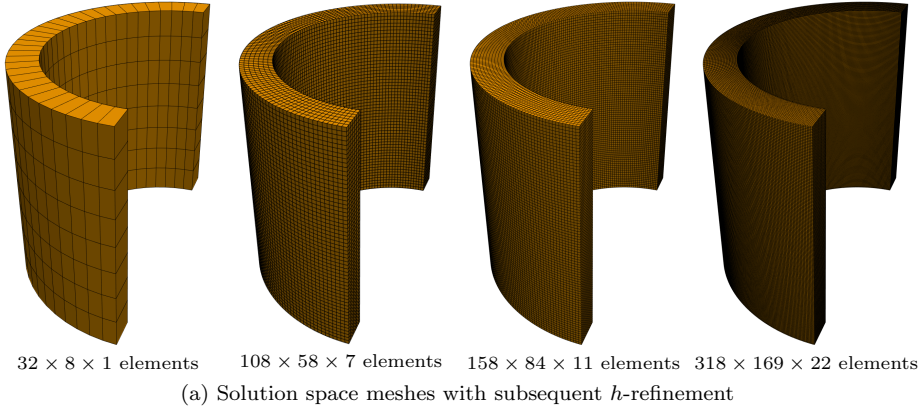 32 × 8 × 1 elements
108 × 58 × 7 elements
158 × 84 × 11 elements
318 × 169 × 22 elements
(a) Solution space meshes with subsequent h-refinement